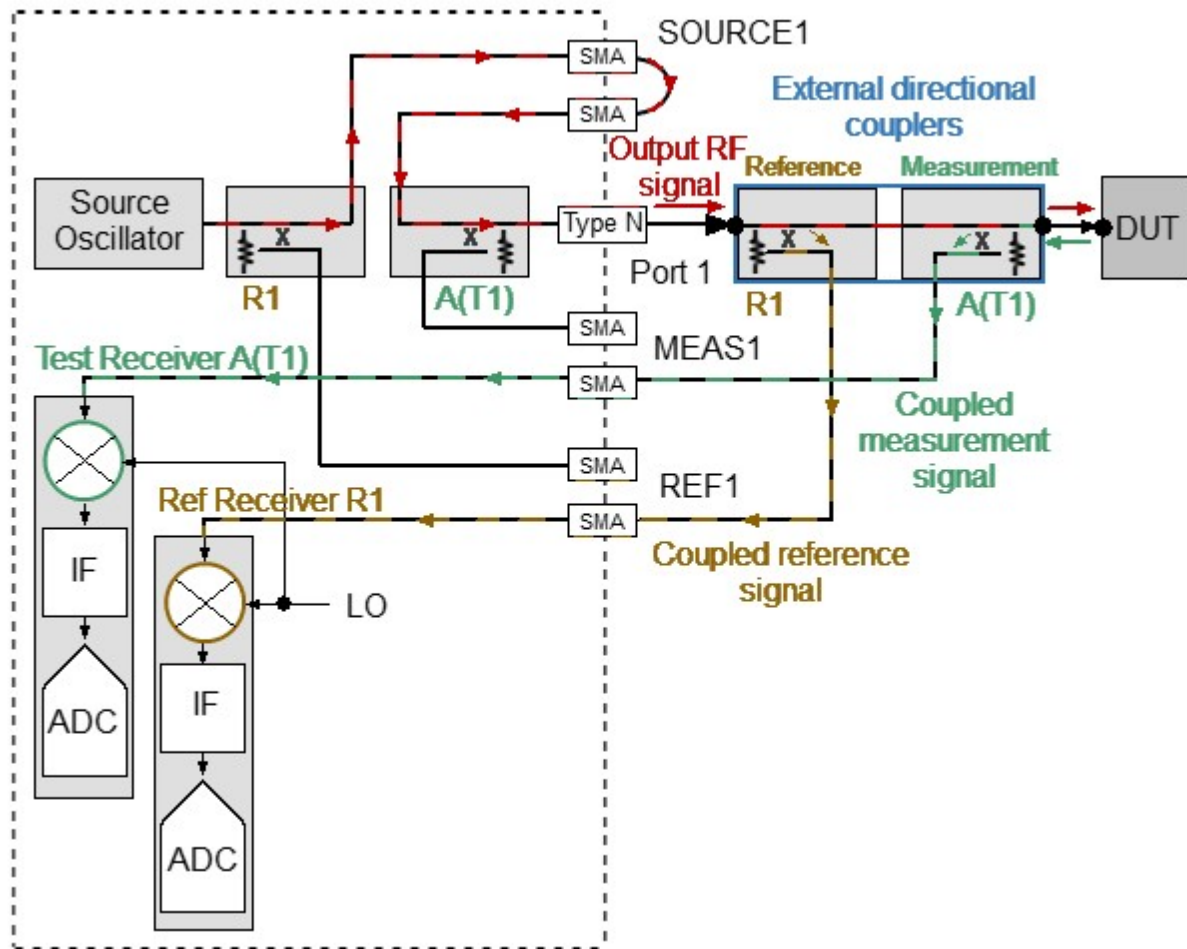 SOURCE1
SMA
SMA
External directional
couplers
Output RF
signal
Reference
Measurement
Source
Oscillator
X
X
Type N
X
X
DUT
R1
A(T1)
Port 1
R1
A(T1)
SMA
MEAS1
Test Receiver A(T1)
SMA
Coupled
measurement
signal
SMA
REF1
Ref Receiver R1
SMA
Coupled reference
signal
IF
LO
ADC
IF
ADC